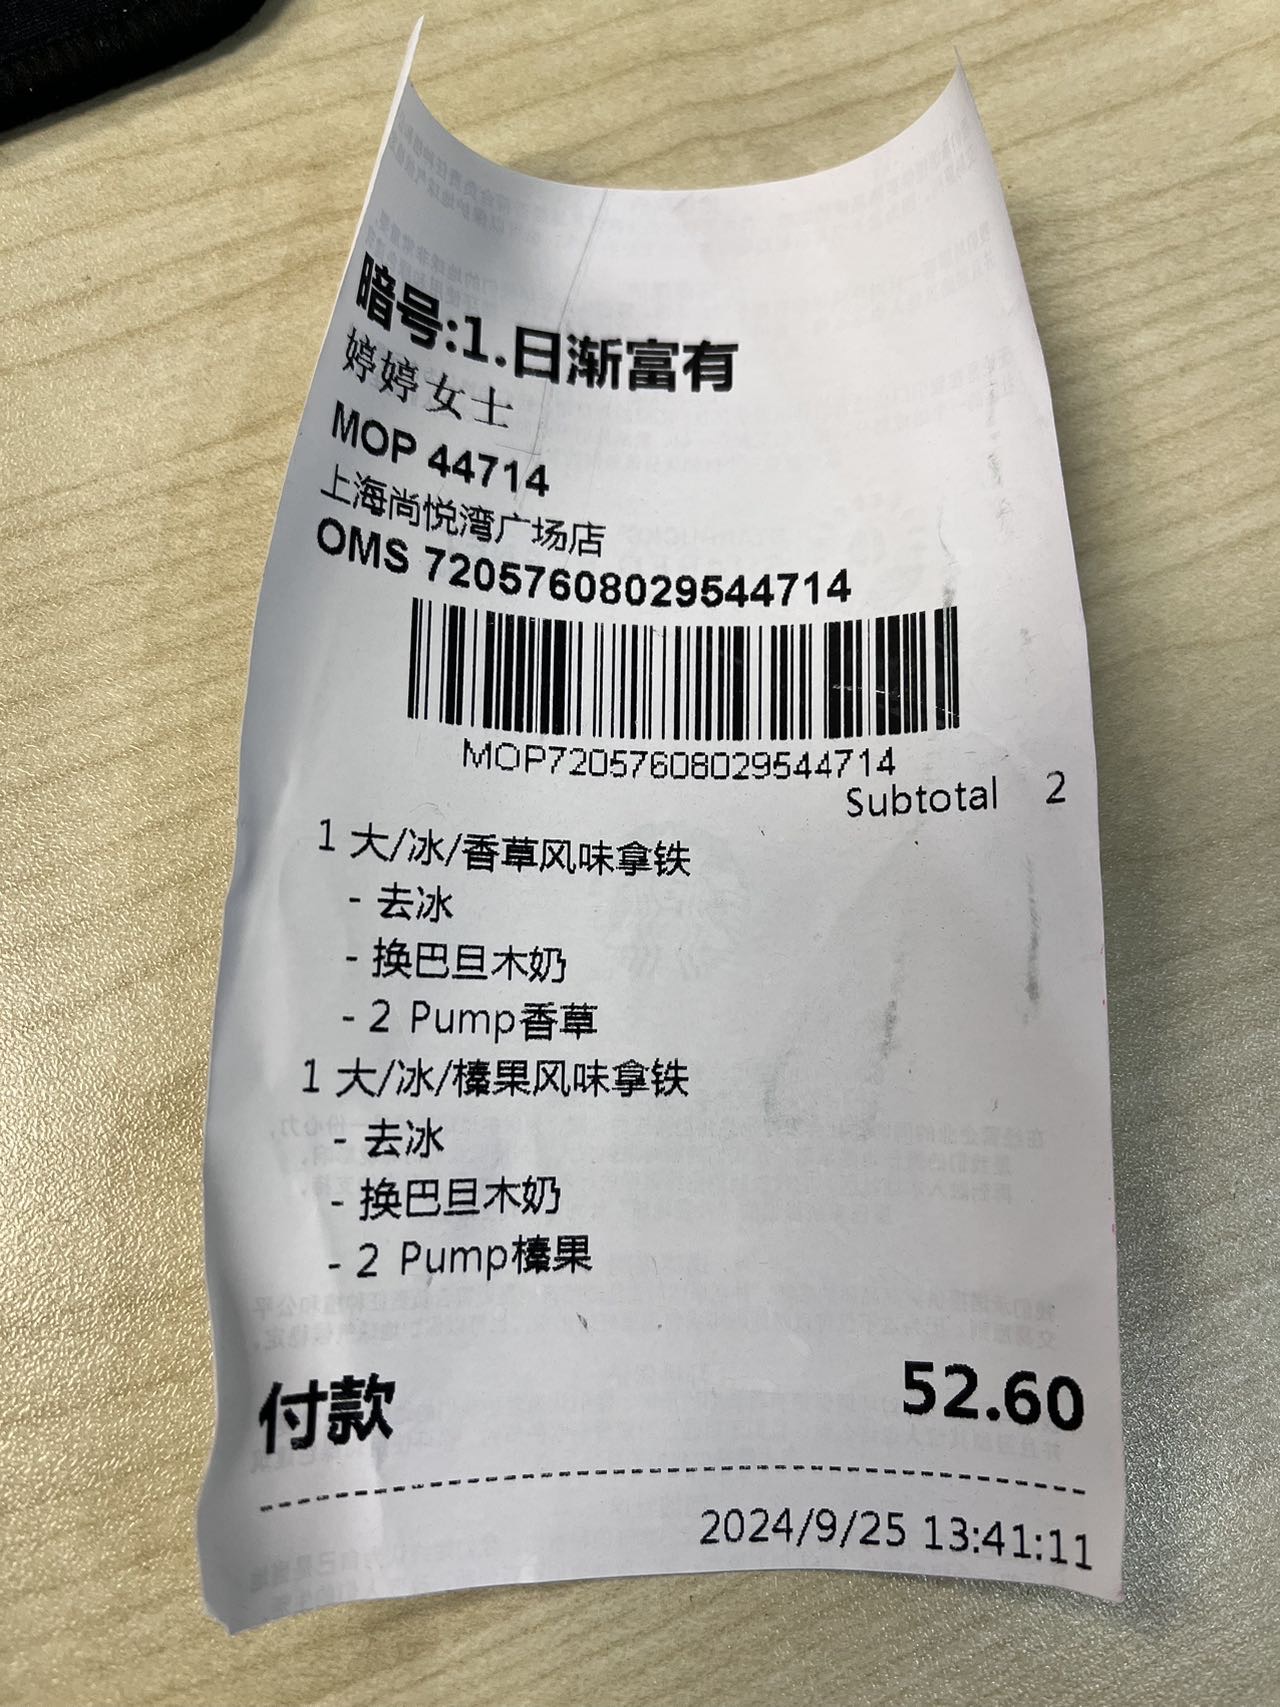 暗号:1.日渐富有
婷婷女士
MOP 44714
上海尚悦湾广场店
OMS 72057608029544714
MOP72057608029544714
Subtotal 2
1 大/冰/香草风味拿铁
- 去冰
- 换巴旦木奶
- 2 Pump香草
1 大/冰/榛果风味拿铁
- 去冰
- 换巴旦木奶
- 2 Pump榛果
付款 52.60
2024/9/25 13:41:11